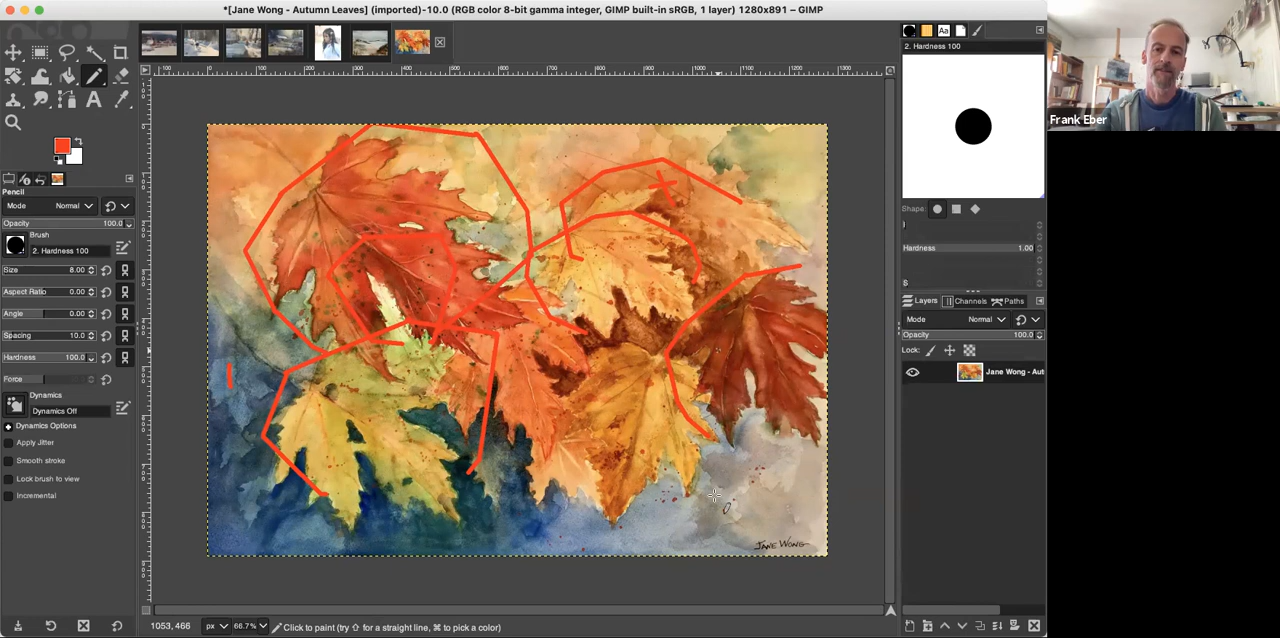 *[Jane Wong - Autumn Leaves] (imported)-10.0 (RGB color 8-bit gamma integer, GIMP built-in sRGB, 1 layer) 1280x891 – GIMP
2. Hardness 100
Frank Eber
Pencil
Mode Normal
Opacity 100.0
Brush
2. Hardness 100
Size 8.00
Aspect Ratio 0.00
Angle 0.00
Spacing 10.0
Hardness 100.0
Force
Dynamics
Dynamics Off
Dynamics Options
Apply Jitter
Smooth stroke
Lock brush to view
Incremental
Shape:
Hardness 1.00
Layers Channels Paths
Mode Normal
Opacity 100.0
Lock:
Jane Wong - Aut
JANE WONG
1053, 466 px 66.7% Click to paint (try ⇧ for a straight line, ⌘ to pick a color)